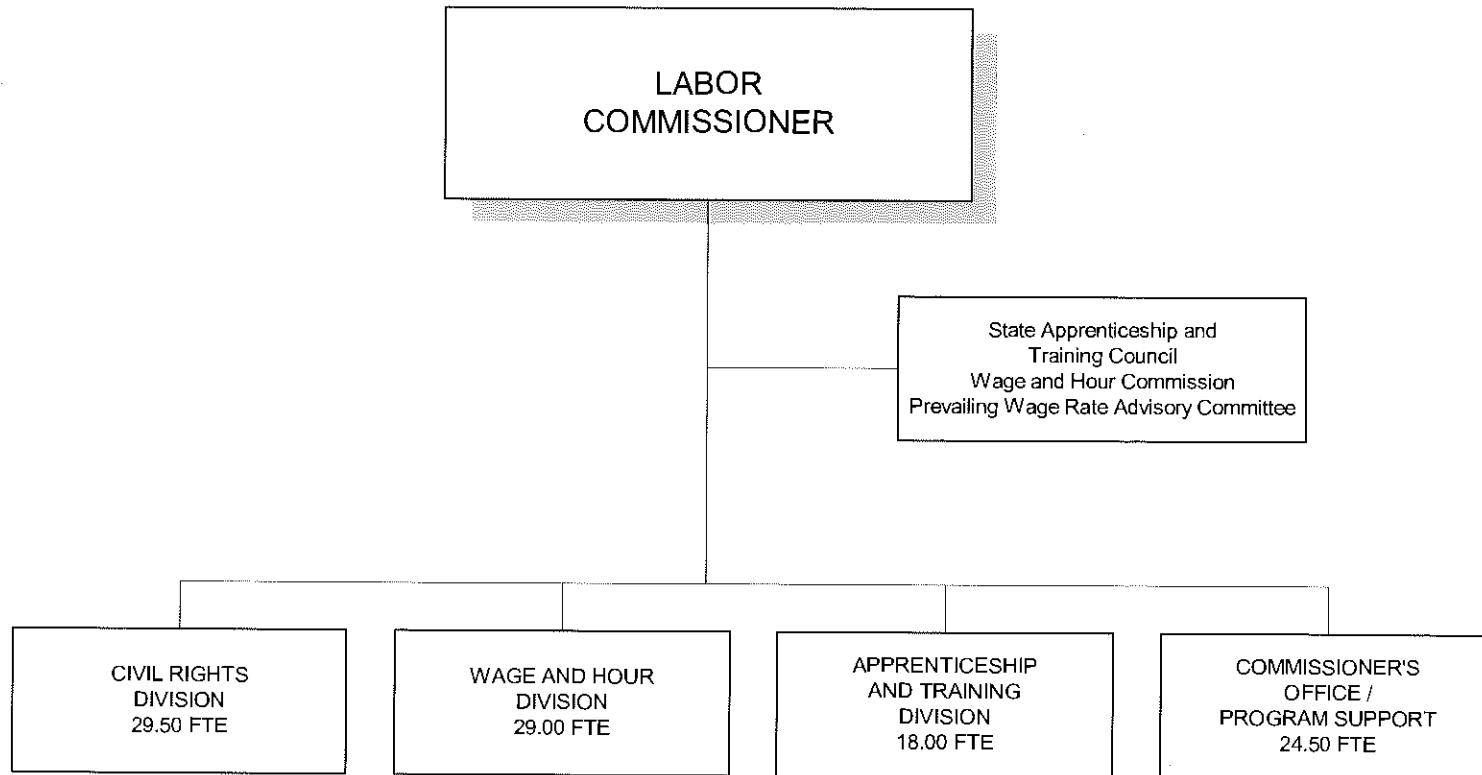 LABOR
COMMISSIONER
State Apprenticeship and
Training Council
Wage and Hour Commission
Prevailing Wage Rate Advisory Committee
CIVIL RIGHTS
DIVISION
29.50 FTE
WAGE AND HOUR
DIVISION
29.00 FTE
APPRENTICESHIP
AND TRAINING
DIVISION
18.00 FTE
COMMISSIONER'S
OFFICE /
PROGRAM SUPPORT
24.50 FTE